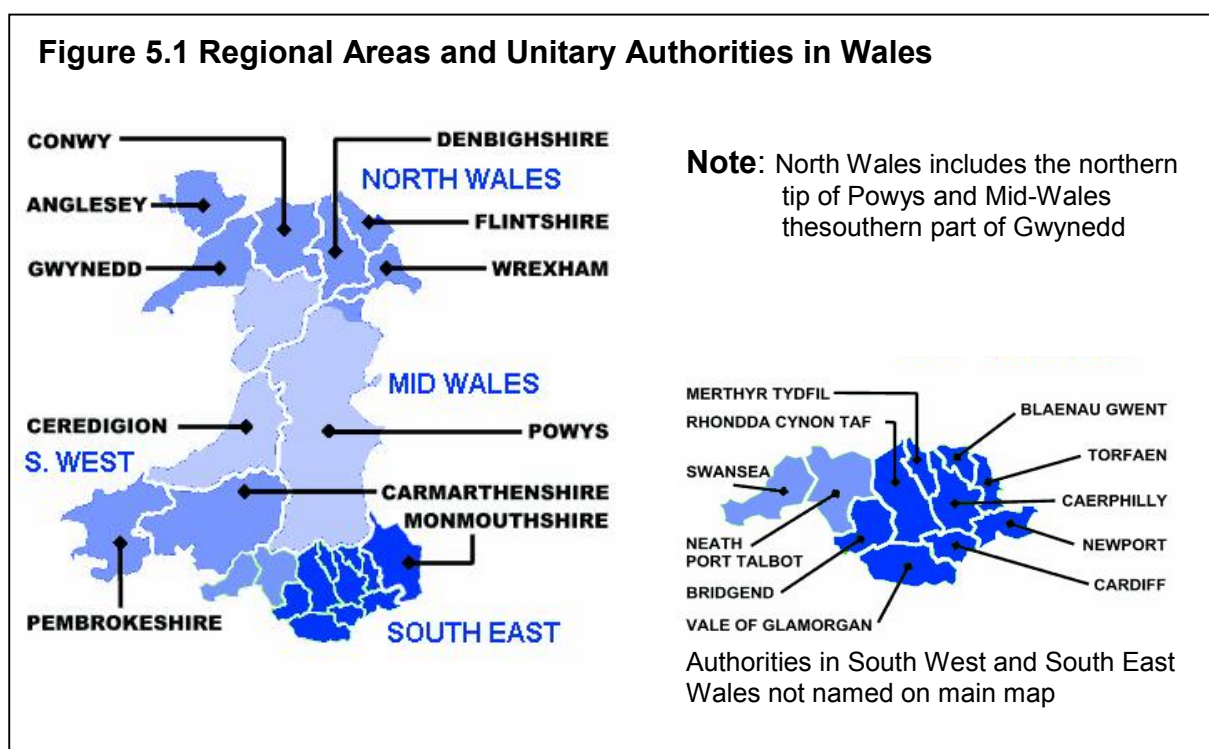 Figure 5.1 Regional Areas and Unitary Authorities in Wales
CONWY
DENBIGHSHIRE
NORTH WALES
ANGLESEY
FLINTSHIRE
GWYNEDD
WREXHAM
MID WALES
CEREDIGION
POWYS
S. WEST
CARMARTHENSHIRE
MONMOUTHSHIRE
PEMBROKESHIRE
SOUTH EAST
Note: North Wales includes the northern
tip of Powys and Mid-Wales
thesouthern part of Gwynedd
MERTHYR TYDFIL
BLAENAU GWENT
RHONDDA CYNON TAF
TORFAEN
SWANSEA
CAERPHILLY
NEATH
PORT TALBOT
NEWPORT
BRIDGEND
CARDIFF
VALE OF GLAMORGAN
Authorities in South West and South East
Wales not named on main map